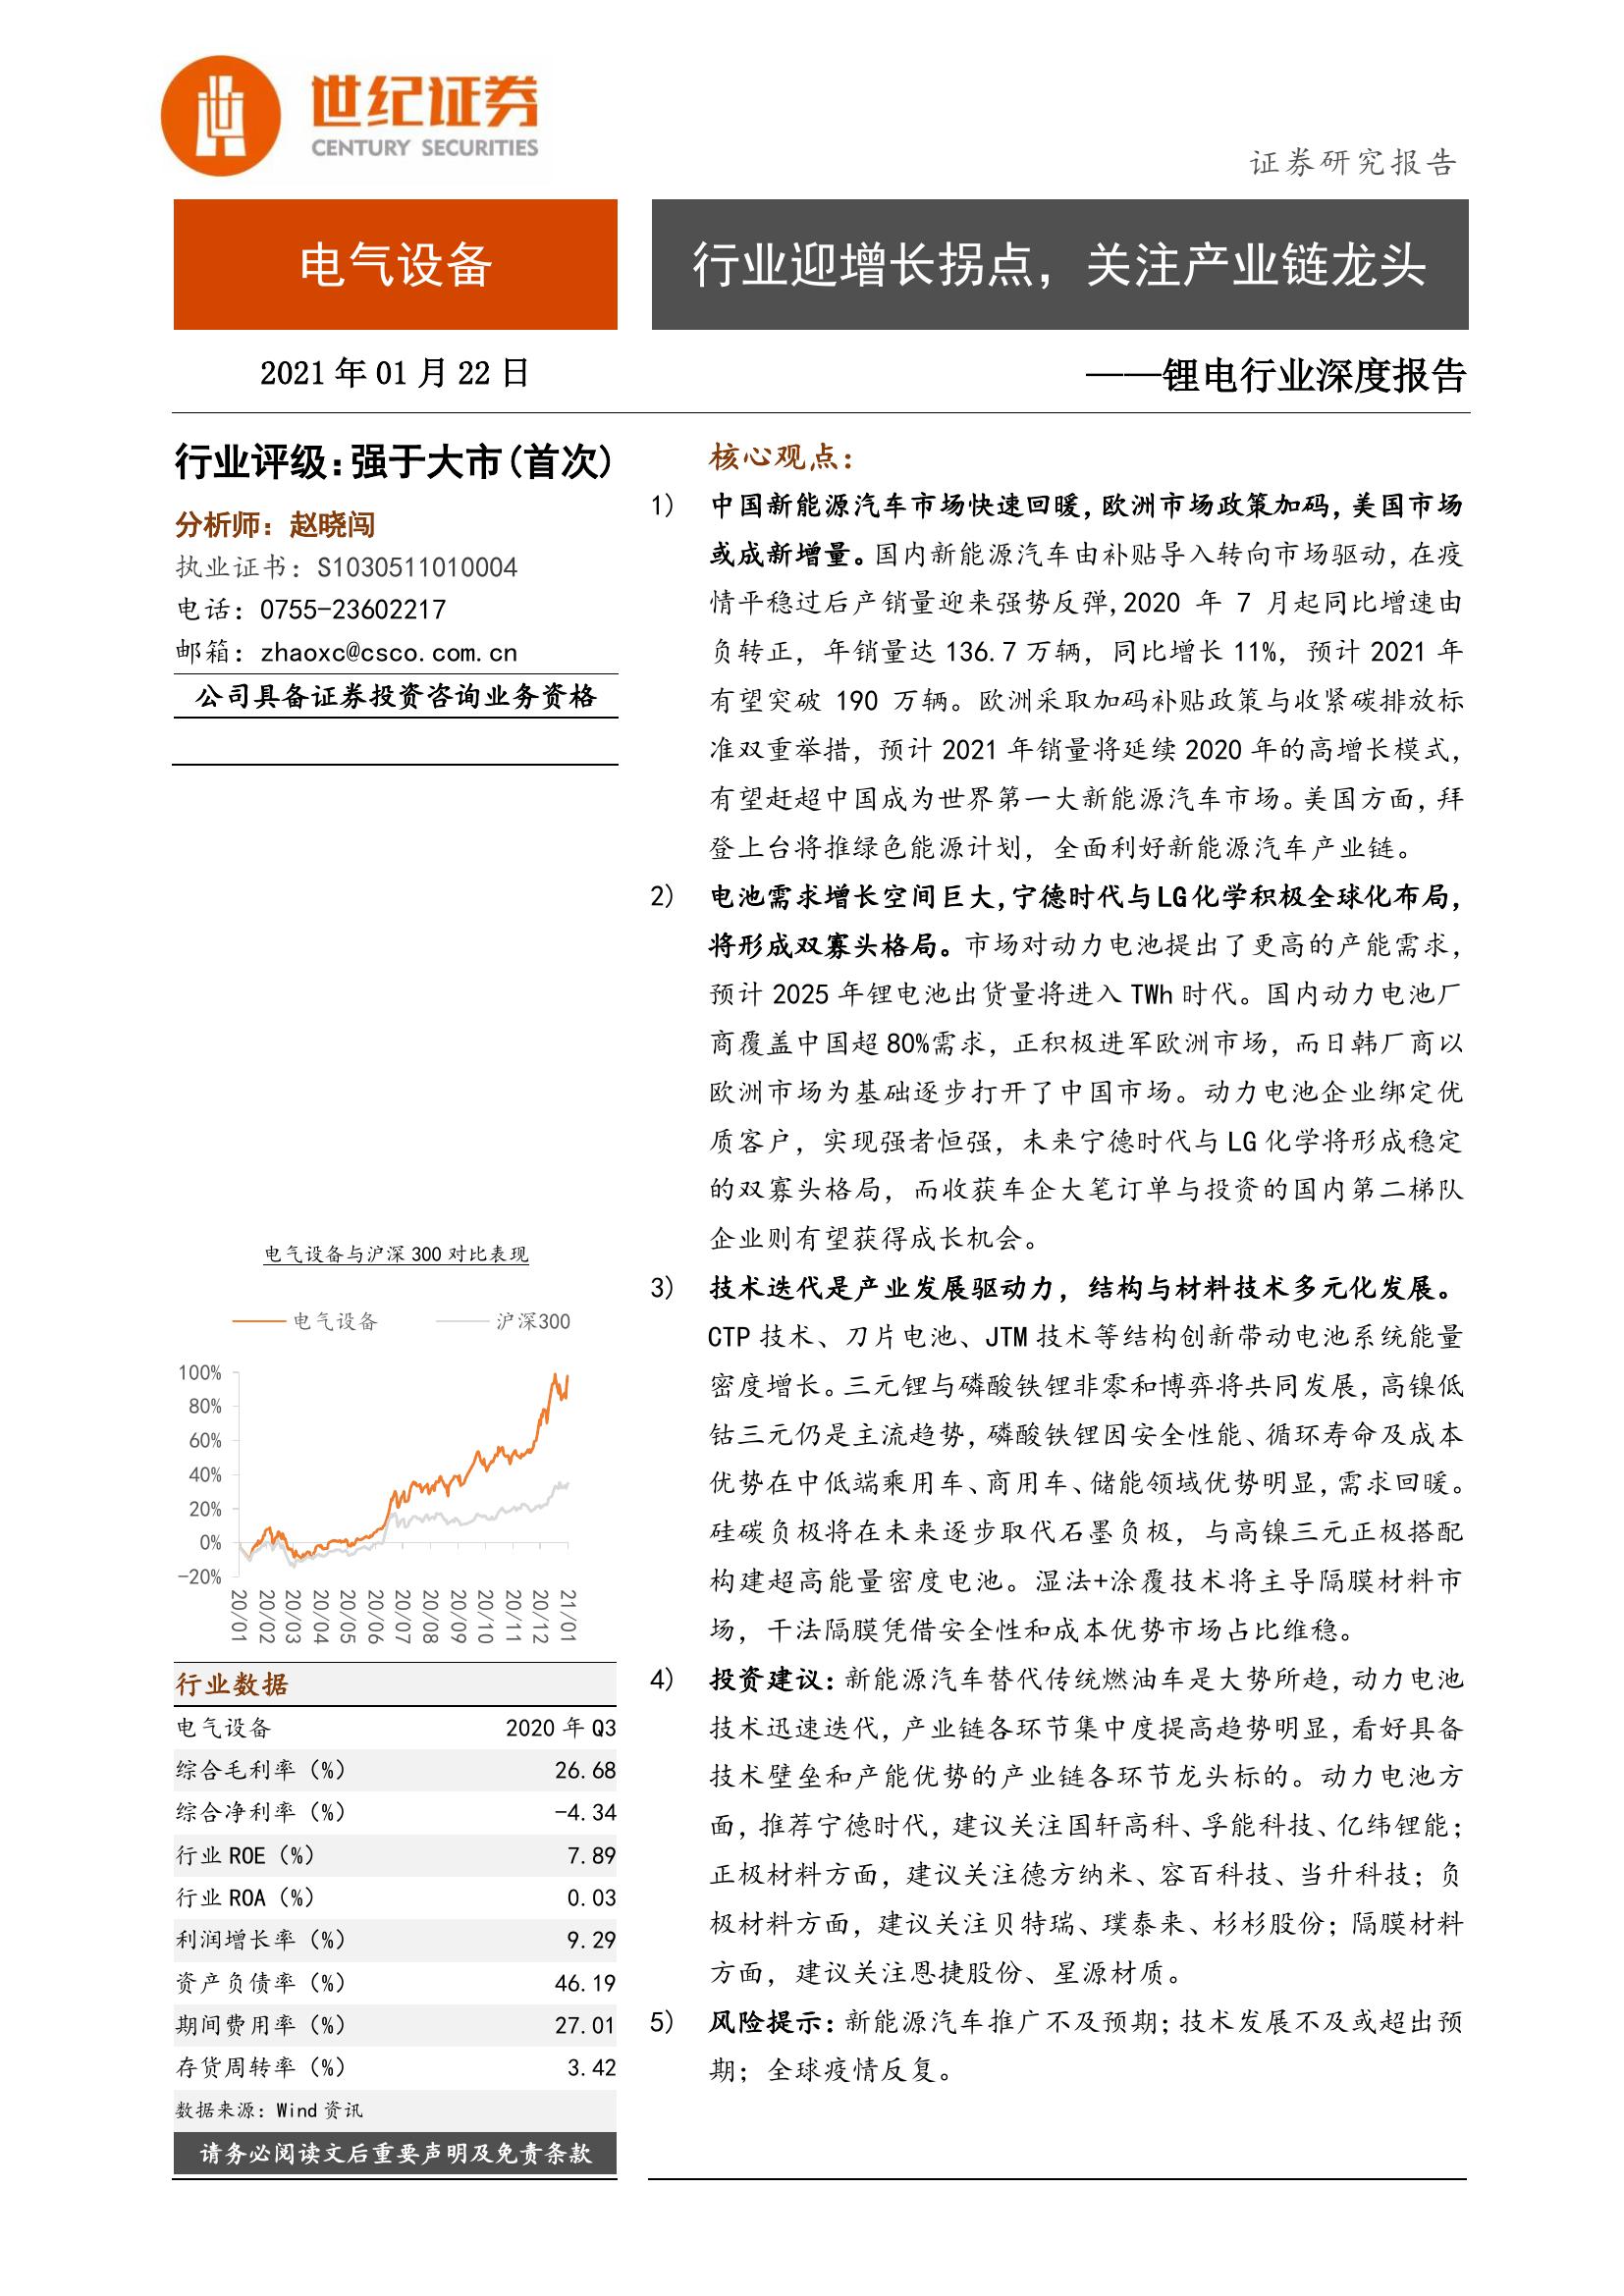 世纪证券
CENTURY SECURITIES
证券研究报告
电气设备
行业迎增长拐点，关注产业链龙头
2021 年 01 月 22 日
——锂电行业深度报告
行业评级：强于大市（首次）
分析师：赵晓闯
执业证书：S1030511010004
电话：0755-23602217
邮箱：zhaoxc@csco.com.cn
公司具备证券投资咨询业务资格
电气设备与沪深 300 对比表现
电气设备
沪深300
100%
80%
60%
40%
20%
0%
-20%
20/01
20/02
20/03
20/04
20/05
20/06
20/07
20/08
20/09
20/10
20/11
20/12
21/01
行业数据
电气设备 2020 年 Q3
综合毛利率（%） 26.68
综合净利率（%） -4.34
行业 ROE（%） 7.89
行业 ROA（%） 0.03
利润增长率（%） 9.29
资产负债率（%） 46.19
期间费用率（%） 27.01
存货周转率（%） 3.42
数据来源：Wind 资讯
请务必阅读文后重要声明及免责条款
核心观点：
1） 中国新能源汽车市场快速回暖，欧洲市场政策加码，美国市场
或成新增量。国内新能源汽车由补贴导入转向市场驱动，在疫
情平稳过后产销量迎来强势反弹,2020 年 7 月起同比增速由
负转正，年销量达 136.7 万辆，同比增长 11%，预计 2021 年
有望突破 190 万辆。欧洲采取加码补贴政策与收紧碳排放标
准双重举措，预计 2021 年销量将延续 2020 年的高增长模式，
有望赶超中国成为世界第一大新能源汽车市场。美国方面，拜
登上台将推绿色能源计划，全面利好新能源汽车产业链。
2） 电池需求增长空间巨大，宁德时代与 LG 化学积极全球化布局，
将形成双寡头格局。市场对动力电池提出了更高的产能需求，
预计 2025 年锂电池出货量将进入 TWh 时代。国内动力电池厂
商覆盖中国超 80%需求，正积极进军欧洲市场，而日韩厂商以
欧洲市场为基础逐步打开了中国市场。动力电池企业绑定优
质客户，实现强者恒强，未来宁德时代与 LG 化学将形成稳定
的双寡头格局，而收获车企大笔订单与投资的国内第二梯队
企业则有望获得成长机会。
3） 技术迭代是产业发展驱动力，结构与材料技术多元化发展。
CTP 技术、刀片电池、JTM 技术等结构创新带动电池系统能量
密度增长。三元锂与磷酸铁锂非零和博弈将共同发展，高镍低
钴三元仍是主流趋势，磷酸铁锂因安全性能、循环寿命及成本
优势在中低端乘用车、商用车、储能领域优势明显，需求回暖。
硅碳负极将在未来逐步取代石墨负极，与高镍三元正极搭配
构建超高能量密度电池。湿法+涂覆技术将主导隔膜材料市
场，干法隔膜凭借安全性和成本优势市场占比维稳。
4） 投资建议：新能源汽车替代传统燃油车是大势所趋，动力电池
技术迅速迭代，产业链各环节集中度提高趋势明显，看好具备
技术壁垒和产能优势的产业链各环节龙头标的。动力电池方
面，推荐宁德时代，建议关注国轩高科、孚能科技、亿纬锂能；
正极材料方面，建议关注德方纳米、容百科技、当升科技；负
极材料方面，建议关注贝特瑞、璞泰来、杉杉股份；隔膜材料
方面，建议关注恩捷股份、星源材质。
5） 风险提示：新能源汽车推广不及预期；技术发展不及或超出预
期；全球疫情反复。